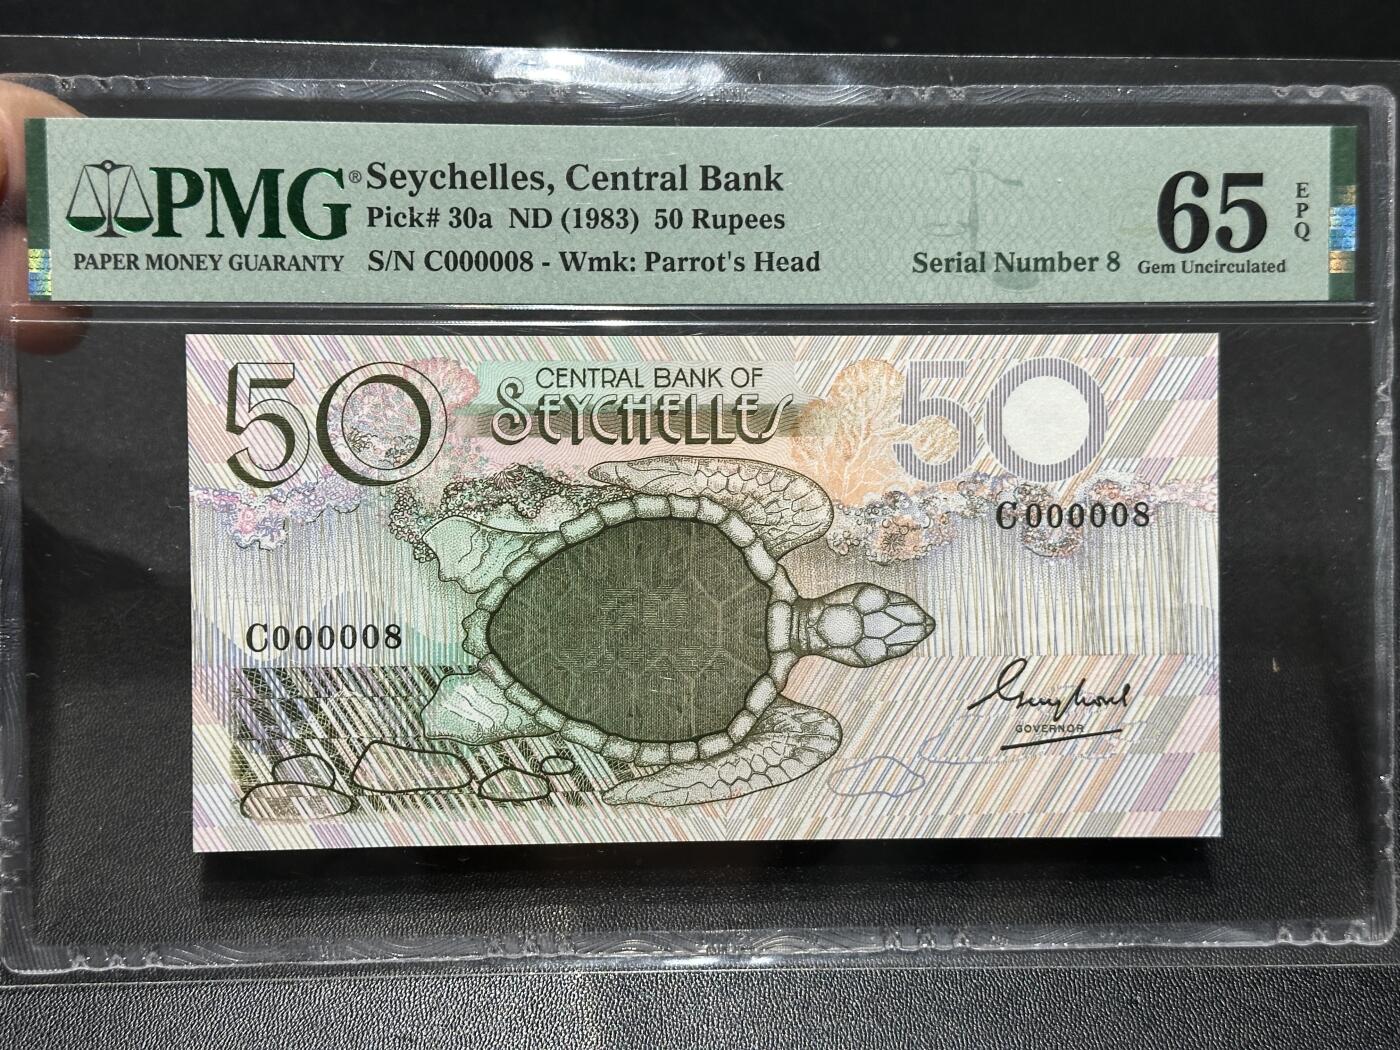 PMG®
PAPER MONEY GUARANTY
Seychelles, Central Bank
Pick# 30a ND (1983) 50 Rupees
S/N C000008 - Wmk: Parrot's Head
Serial Number 8
65
EPQ
Gem Uncirculated
50
CENTRAL BANK OF
SEYCHELLES
50
C000008
C000008
GOVERNOR